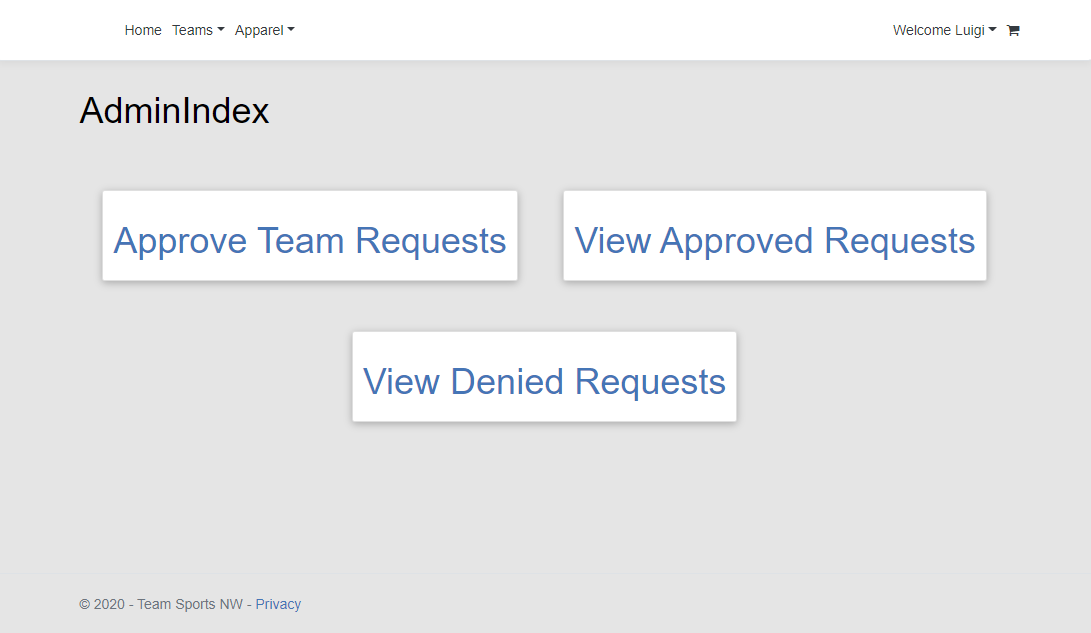 Home Teams Apparel Welcome Luigi
AdminIndex
Approve Team Requests View Approved Requests
View Denied Requests
© 2020 - Team Sports NW - Privacy